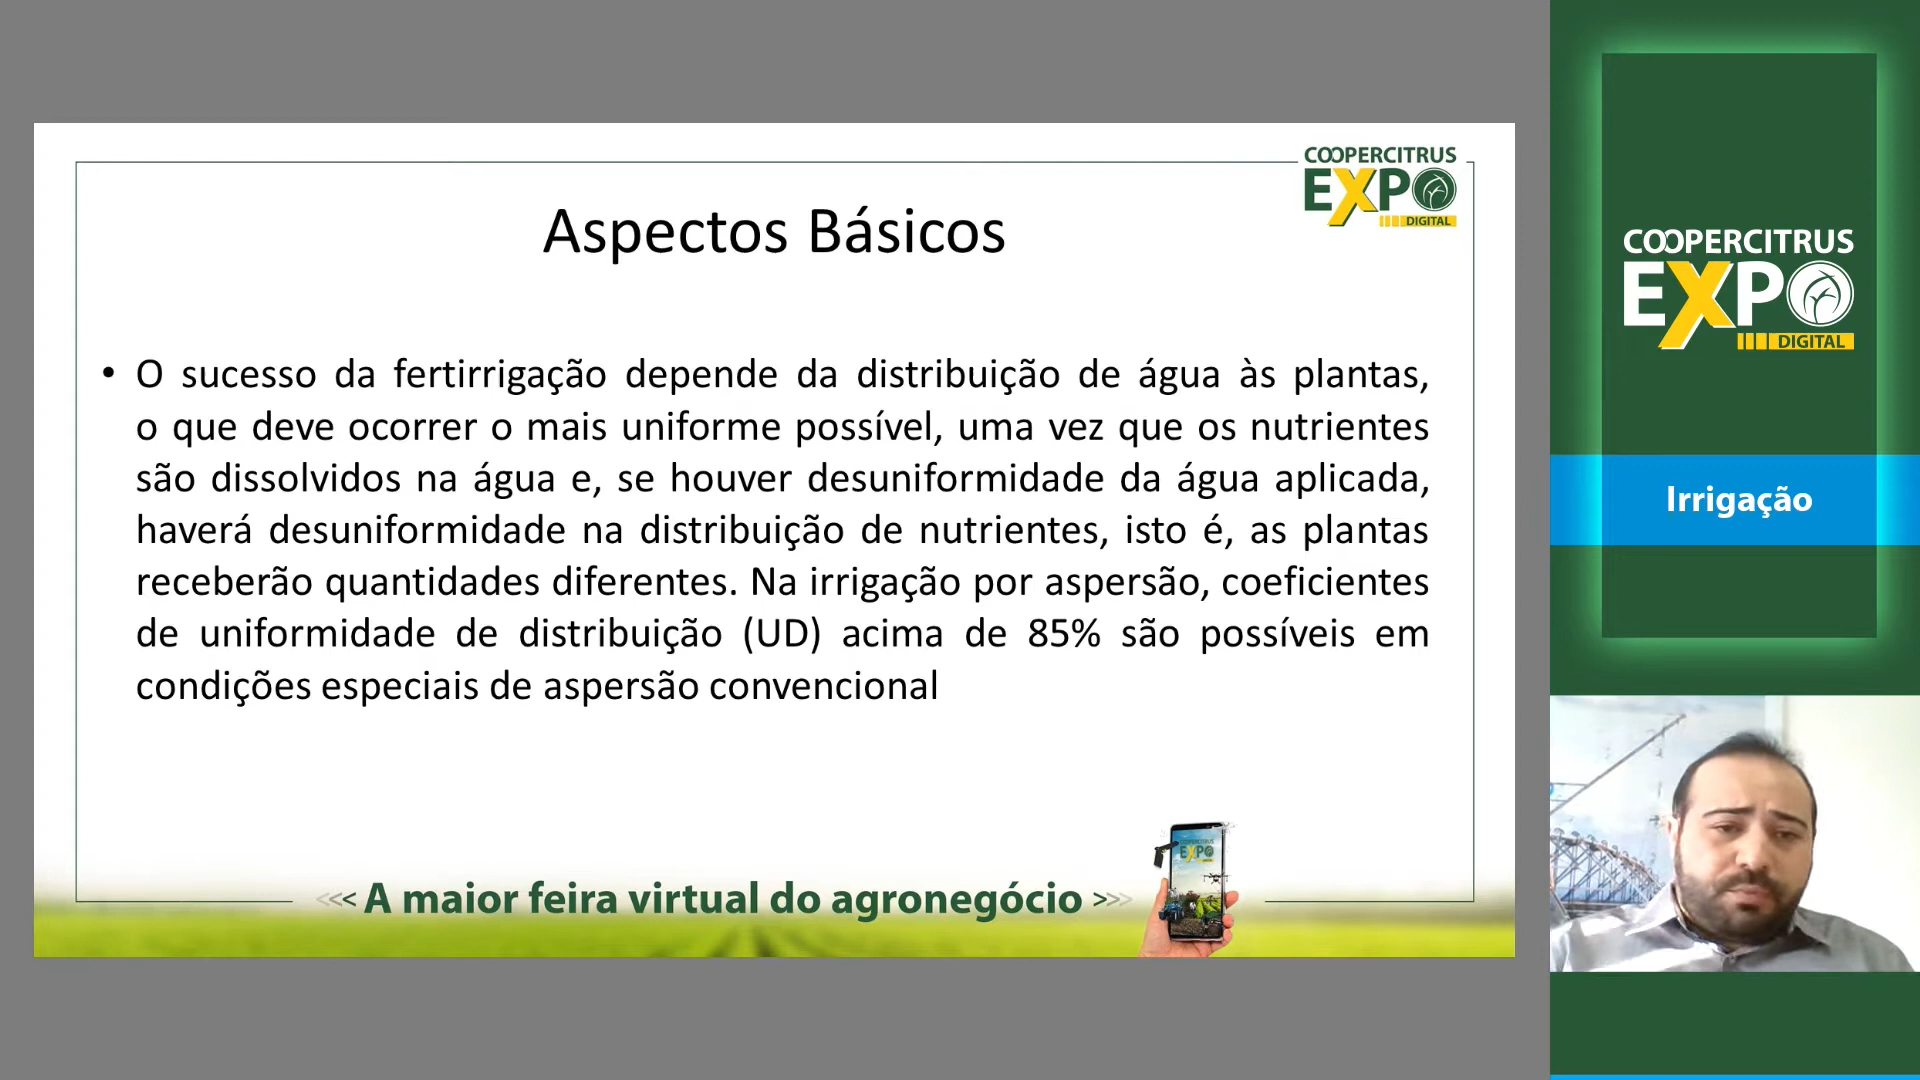 COOPERCITRUS
EXPO
DIGITAL
Aspectos Básicos
• O sucesso da fertirrigação depende da distribuição de água às plantas,
o que deve ocorrer o mais uniforme possível, uma vez que os nutrientes
são dissolvidos na água e, se houver desuniformidade da água aplicada,
haverá desuniformidade na distribuição de nutrientes, isto é, as plantas
receberão quantidades diferentes. Na irrigação por aspersão, coeficientes
de uniformidade de distribuição (UD) acima de 85% são possíveis em
condições especiais de aspersão convencional
<<< A maior feira virtual do agronegócio >>>
EXPO
COOPERCITRUS
EXPO
DIGITAL
Irrigação